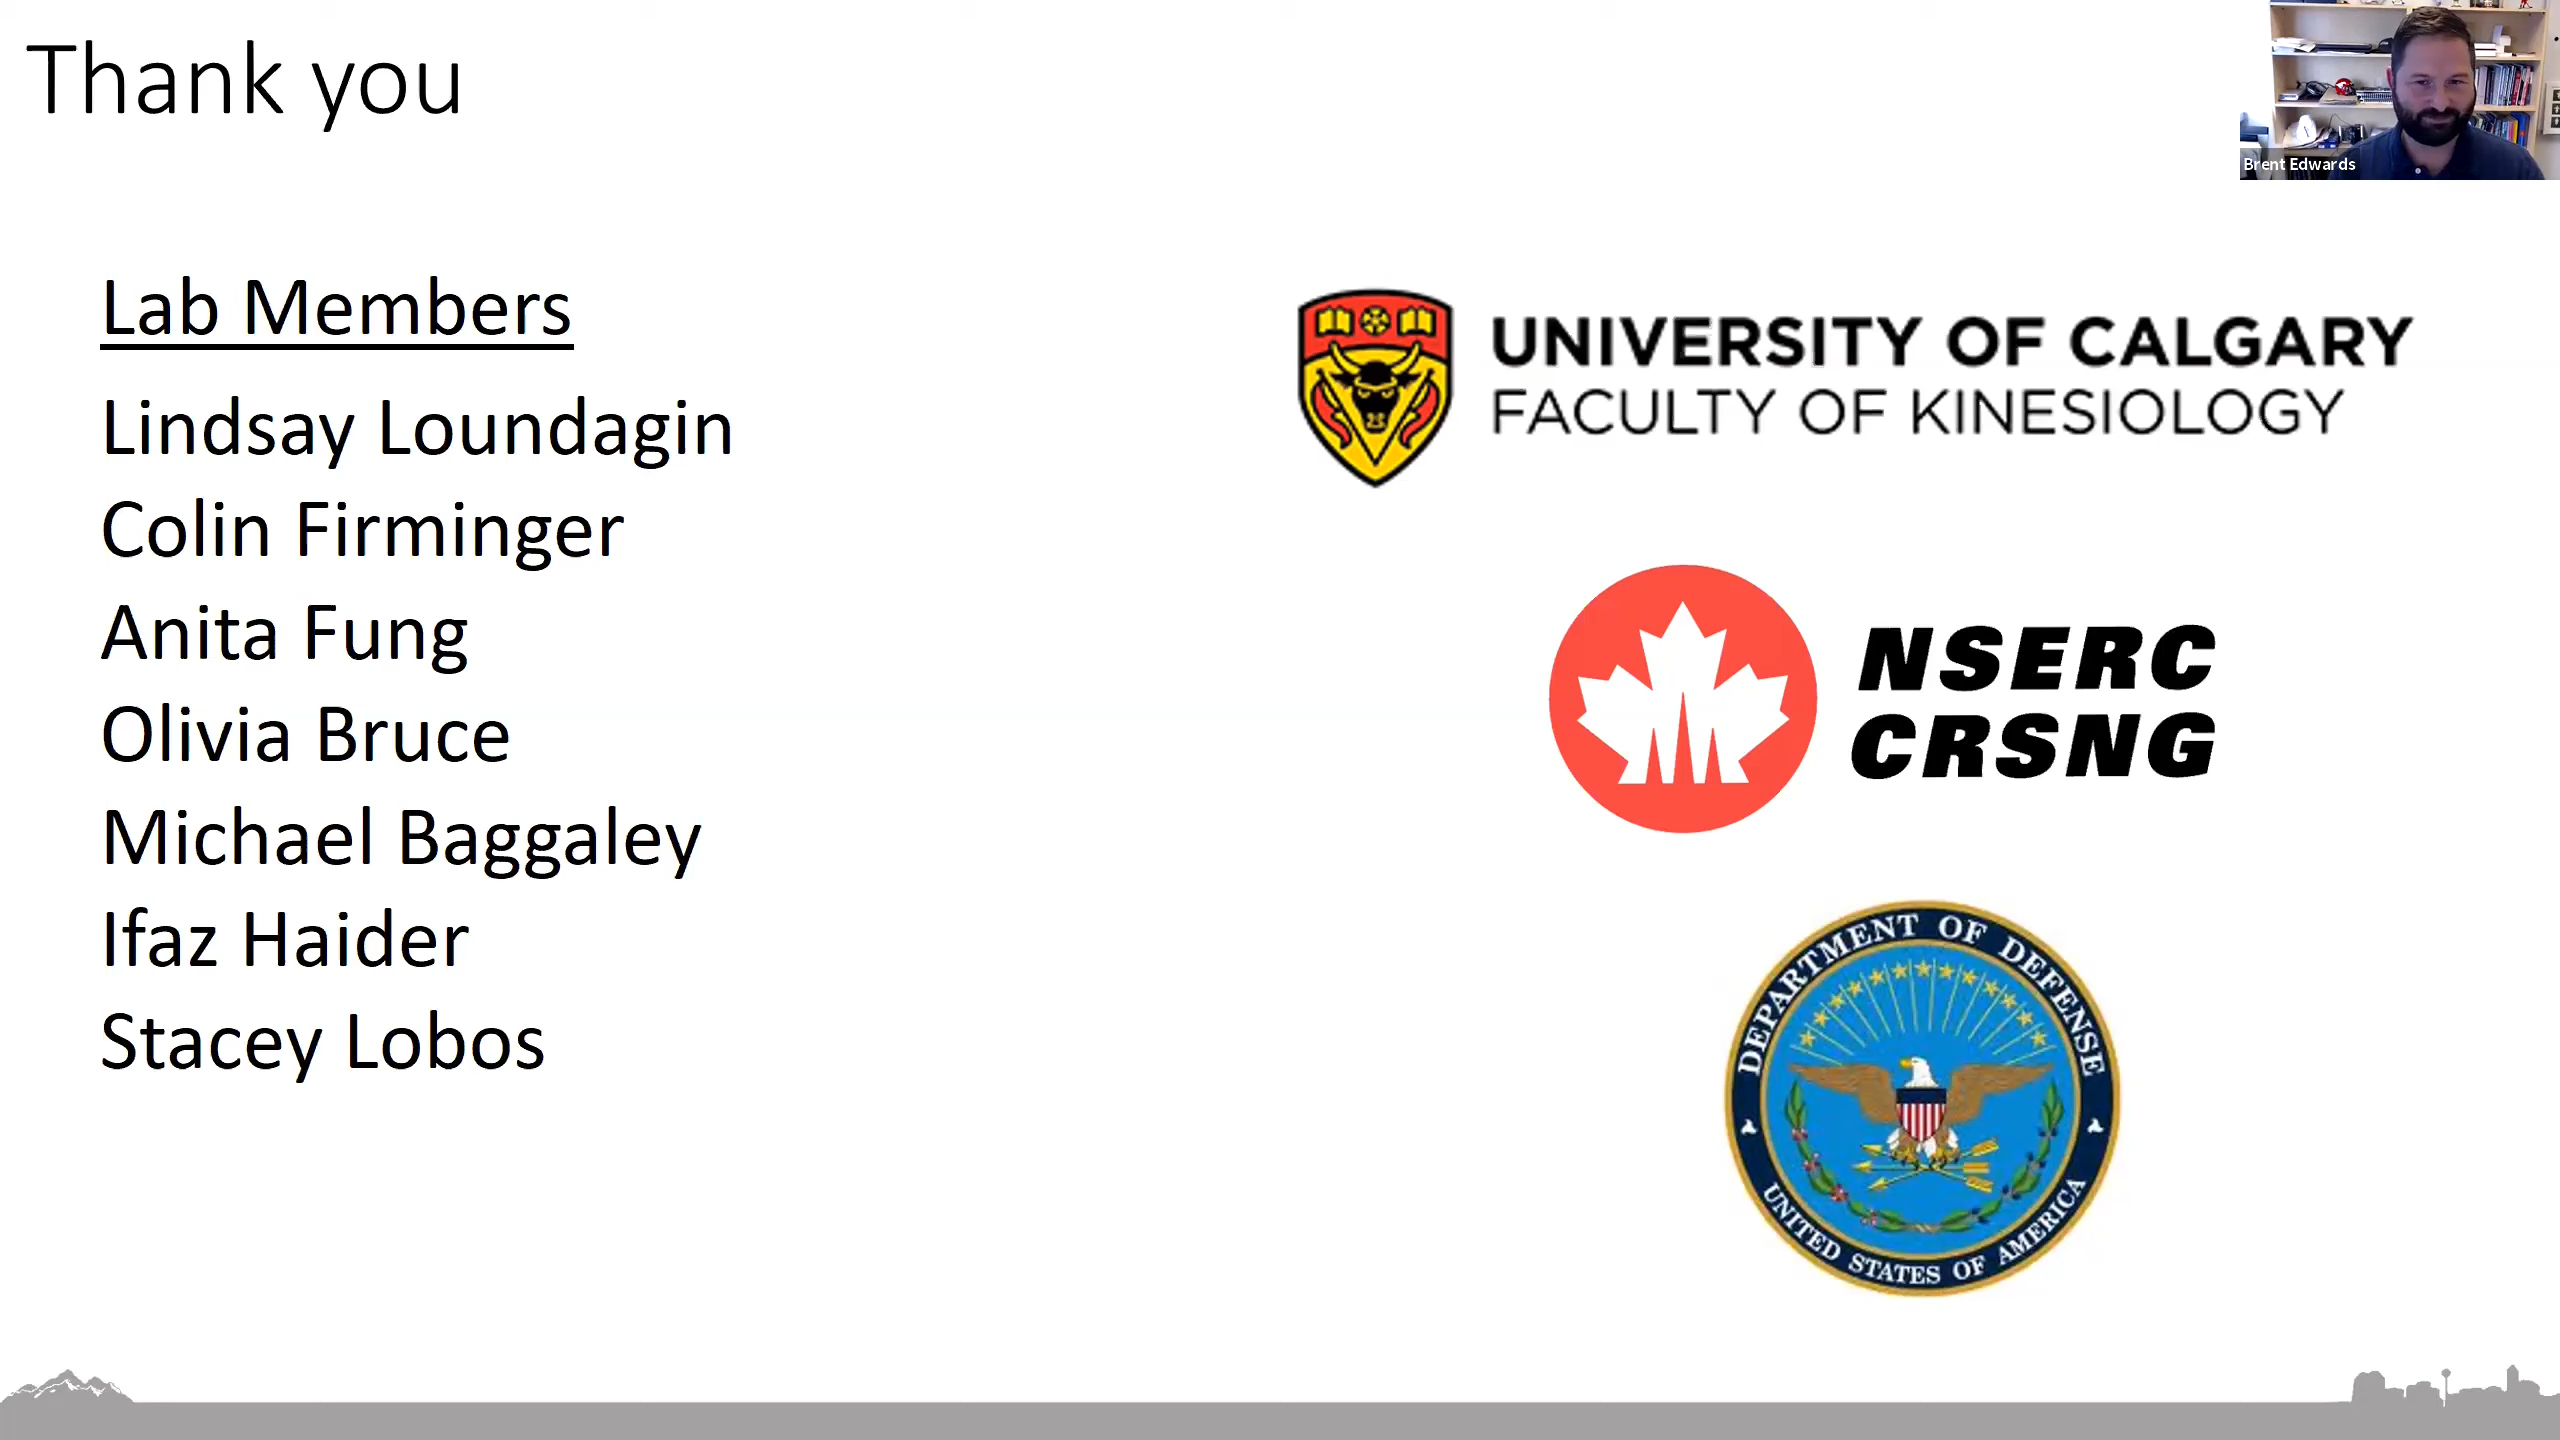 Thank you
Brent Edwards
Lab Members
Lindsay Loundagin
Colin Firminger
Anita Fung
Olivia Bruce
Michael Baggaley
Ifaz Haider
Stacey Lobos
UNIVERSITY OF CALGARY
FACULTY OF KINESIOLOGY
NSERC
CRSNG
DEPARTMENT OF DEFENSE
UNITED STATES OF AMERICA